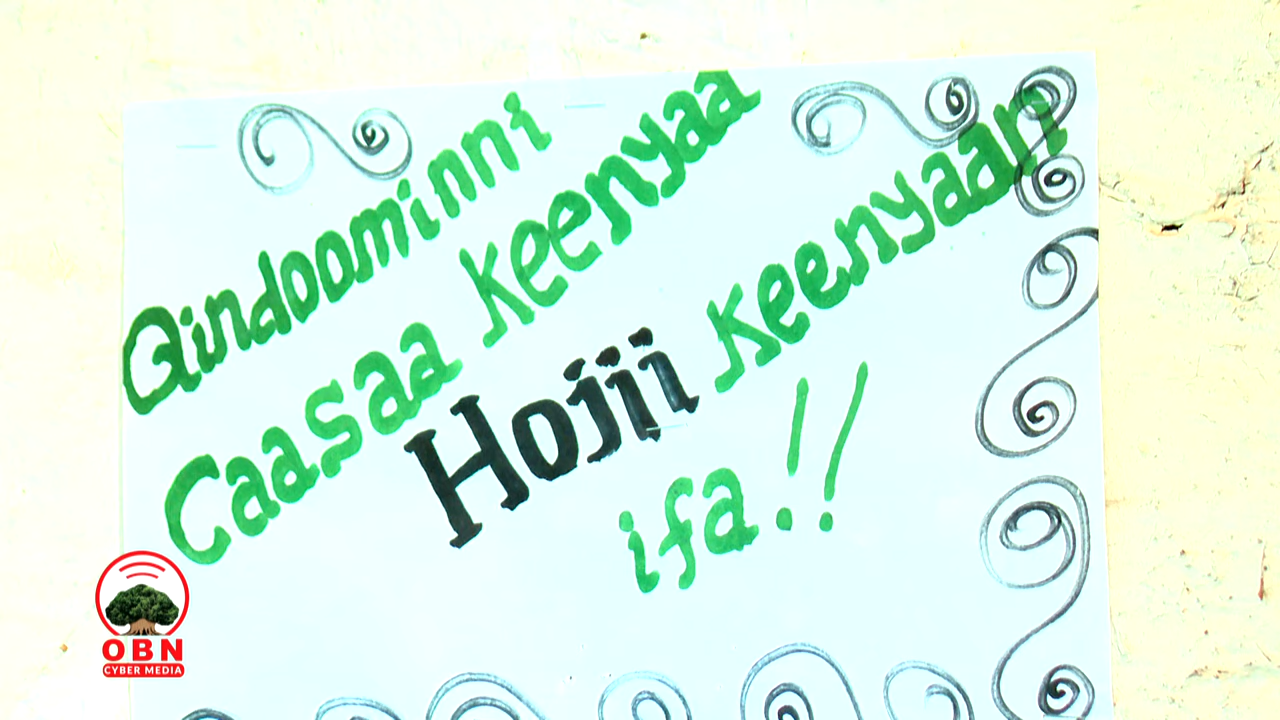 Qindoominni
Caasaa Keenyaa
Hojii Keenyaan
ifa!!
OBN
CYBER MEDIA